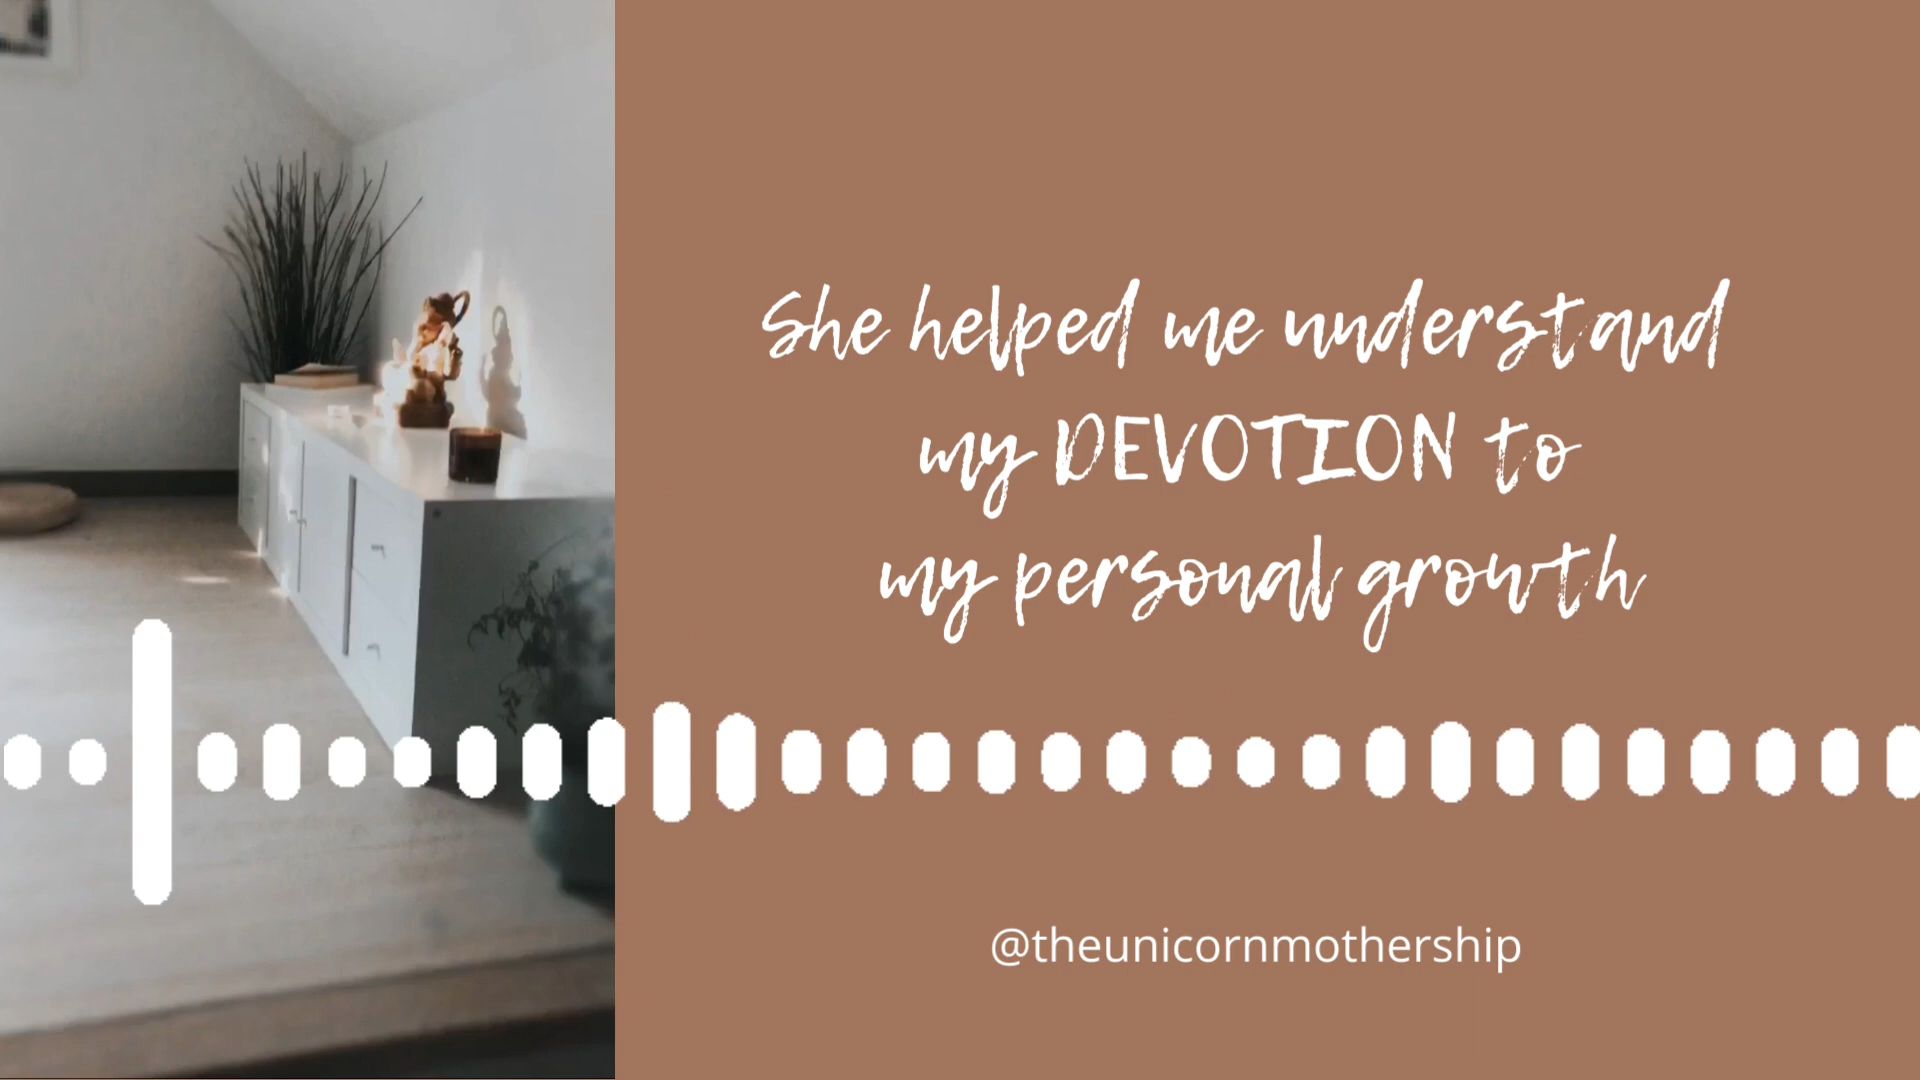 She helped me understand
my DEVOTION to
my personal growth
@theunicornmothership